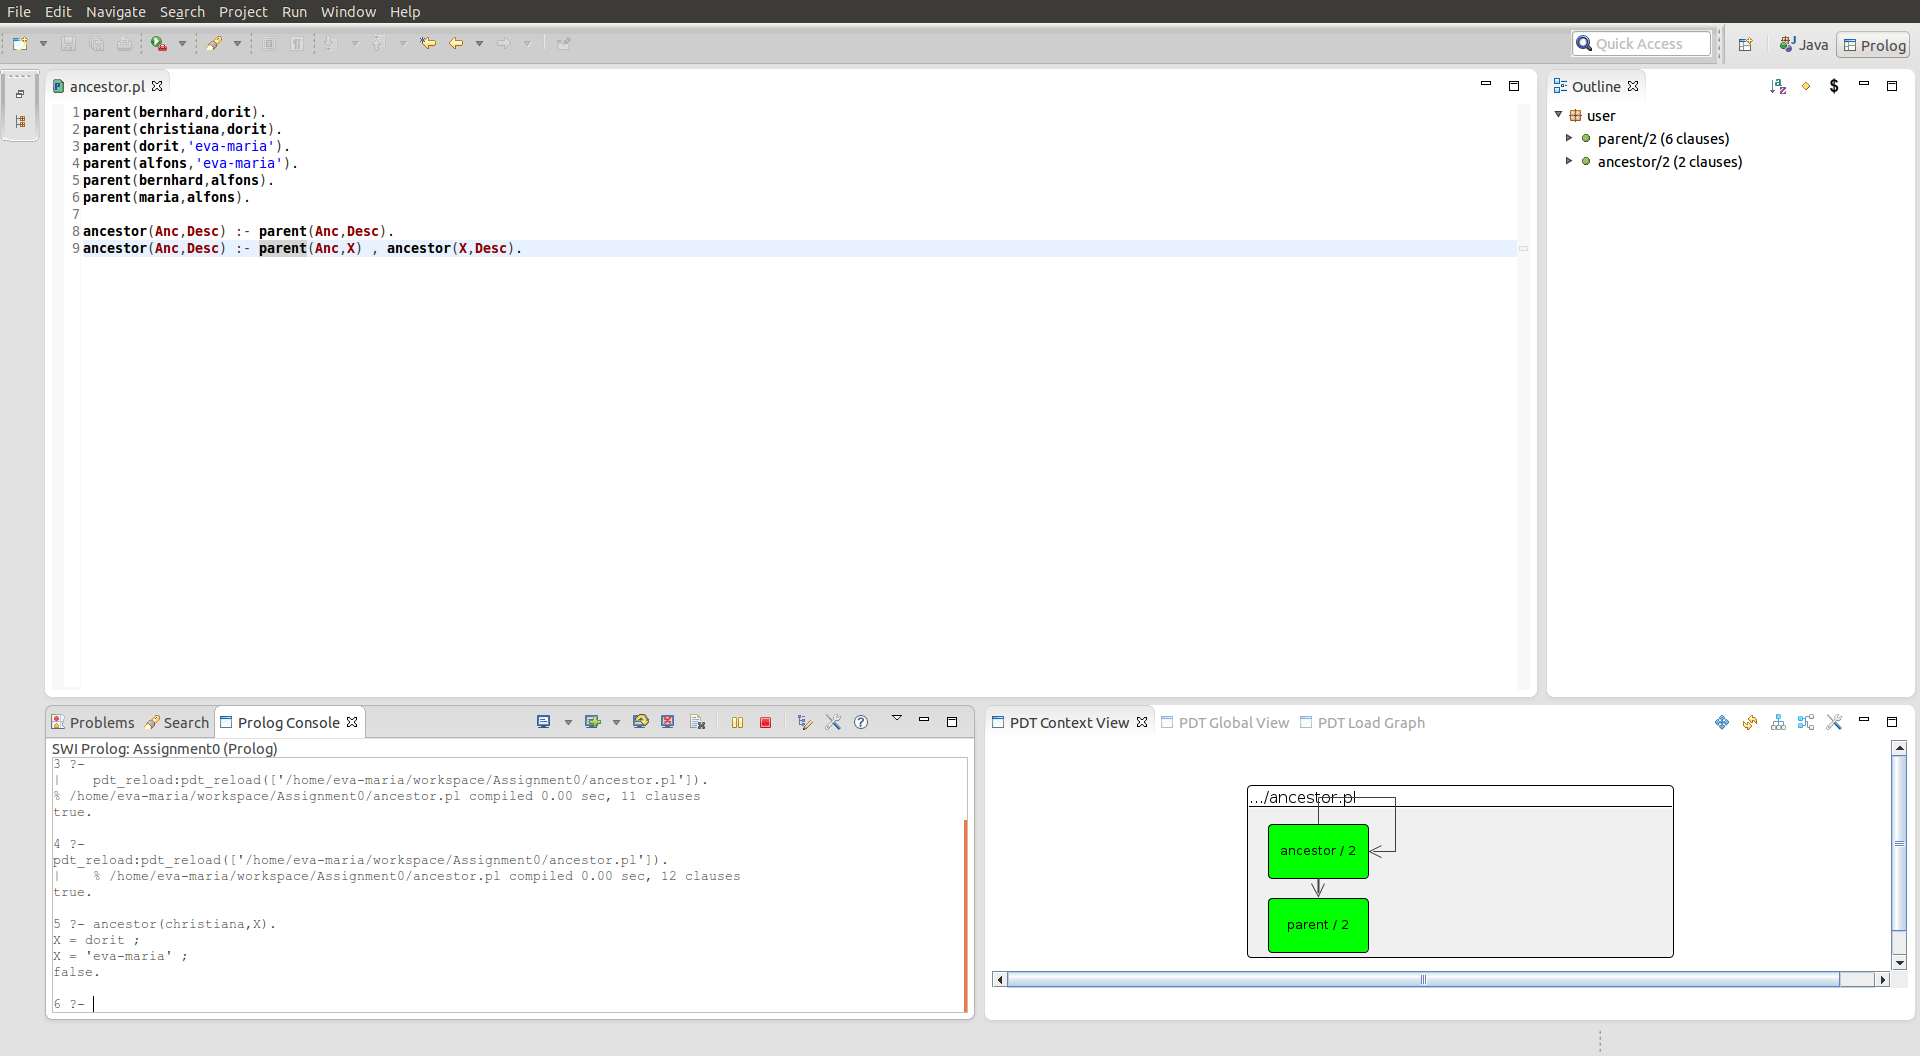 File Edit Navigate Search Project Run Window Help
Quick Access
Java
Prolog
ancestor.pl
1 parent(bernhard,dorit).
2 parent(christiana,dorit).
3 parent(dorit,'eva-maria').
4 parent(alfons,'eva-maria').
5 parent(bernhard,alfons).
6 parent(maria,alfons).
7
8 ancestor(Anc,Desc) :- parent(Anc,Desc).
9 ancestor(Anc,Desc) :- parent(Anc,X) , ancestor(X,Desc).
Outline
user
parent/2 (6 clauses)
ancestor/2 (2 clauses)
Problems Search Prolog Console
SWI Prolog: Assignment0 (Prolog)
3 ?-
|    pdt_reload:pdt_reload(['/home/eva-maria/workspace/Assignment0/ancestor.pl']).
% /home/eva-maria/workspace/Assignment0/ancestor.pl compiled 0.00 sec, 11 clauses
true.
4 ?-
pdt_reload:pdt_reload(['/home/eva-maria/workspace/Assignment0/ancestor.pl']).
|    % /home/eva-maria/workspace/Assignment0/ancestor.pl compiled 0.00 sec, 12 clauses
true.
5 ?- ancestor(christiana,X).
X = dorit ;
X = 'eva-maria' ;
false.
6 ?-
PDT Context View PDT Global View PDT Load Graph
.../ancestor.pl
ancestor / 2
parent / 2